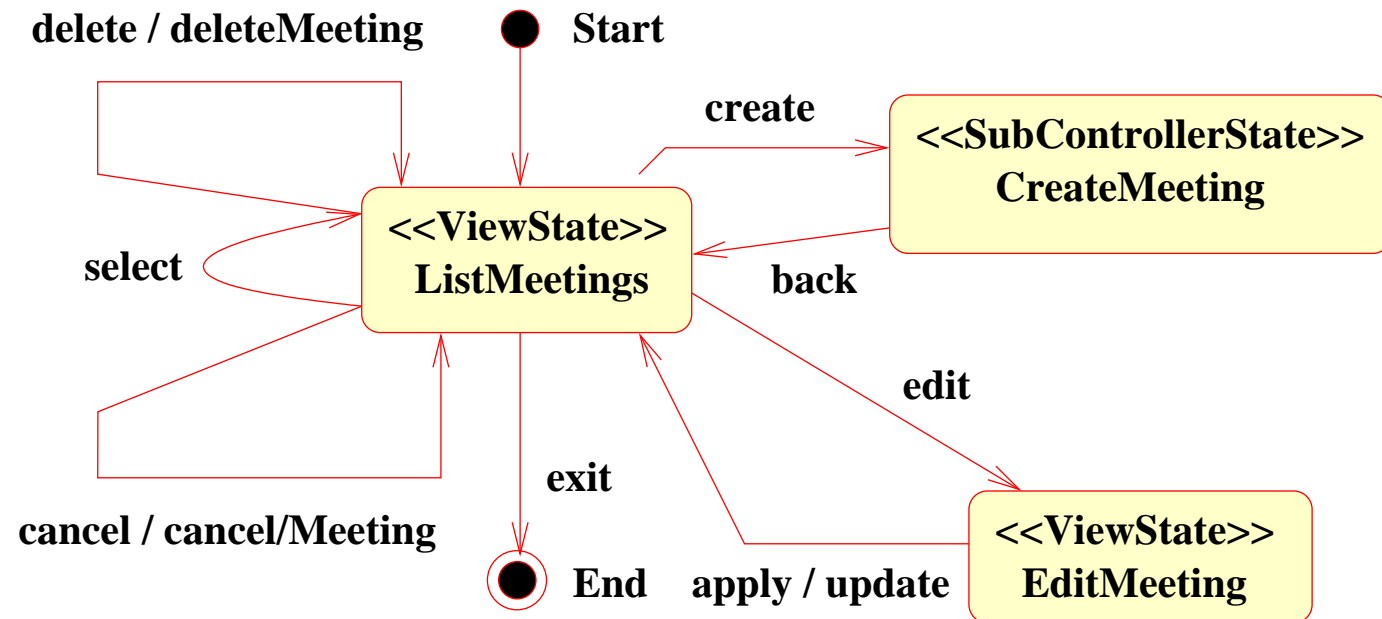 delete / deleteMeeting
Start
create
<<SubControllerState>>
CreateMeeting
<<ViewState>>
ListMeetings
select
back
edit
exit
cancel / cancel/Meeting
<<ViewState>>
EditMeeting
End
apply / update